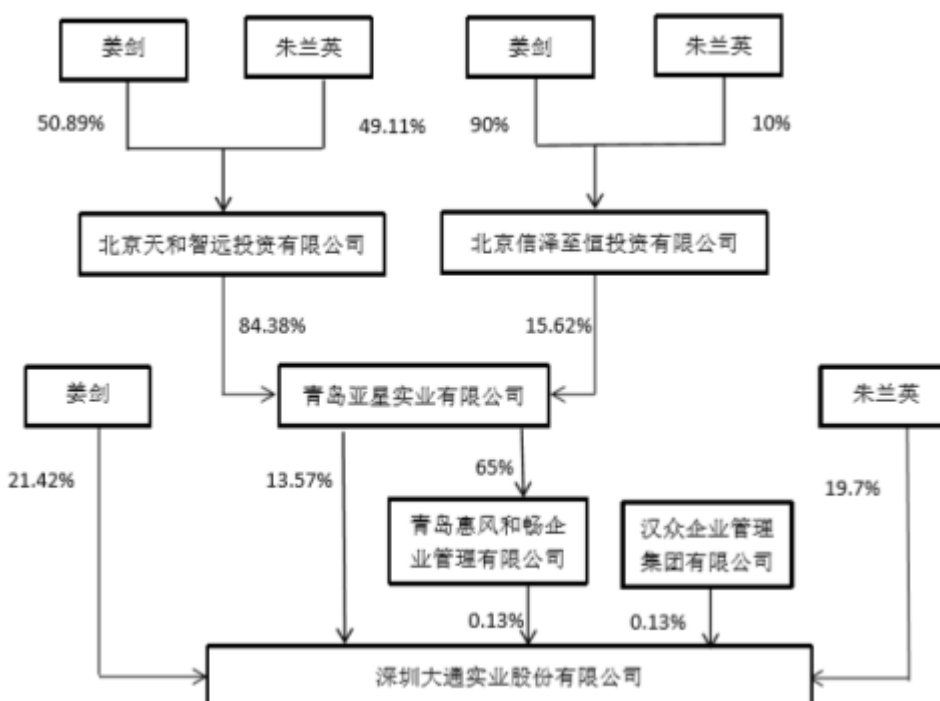 姜剑
朱兰英
姜剑
朱兰英
50.89%
49.11%
90%
10%
北京天和智远投资有限公司
北京信泽至恒投资有限公司
84.38%
15.62%
姜剑
青岛亚星实业有限公司
朱兰英
21.42%
13.57%
65%
19.7%
青岛惠风和畅企
业管理有限公司
汉众企业管理
集团有限公司
0.13%
0.13%
深圳大通实业股份有限公司